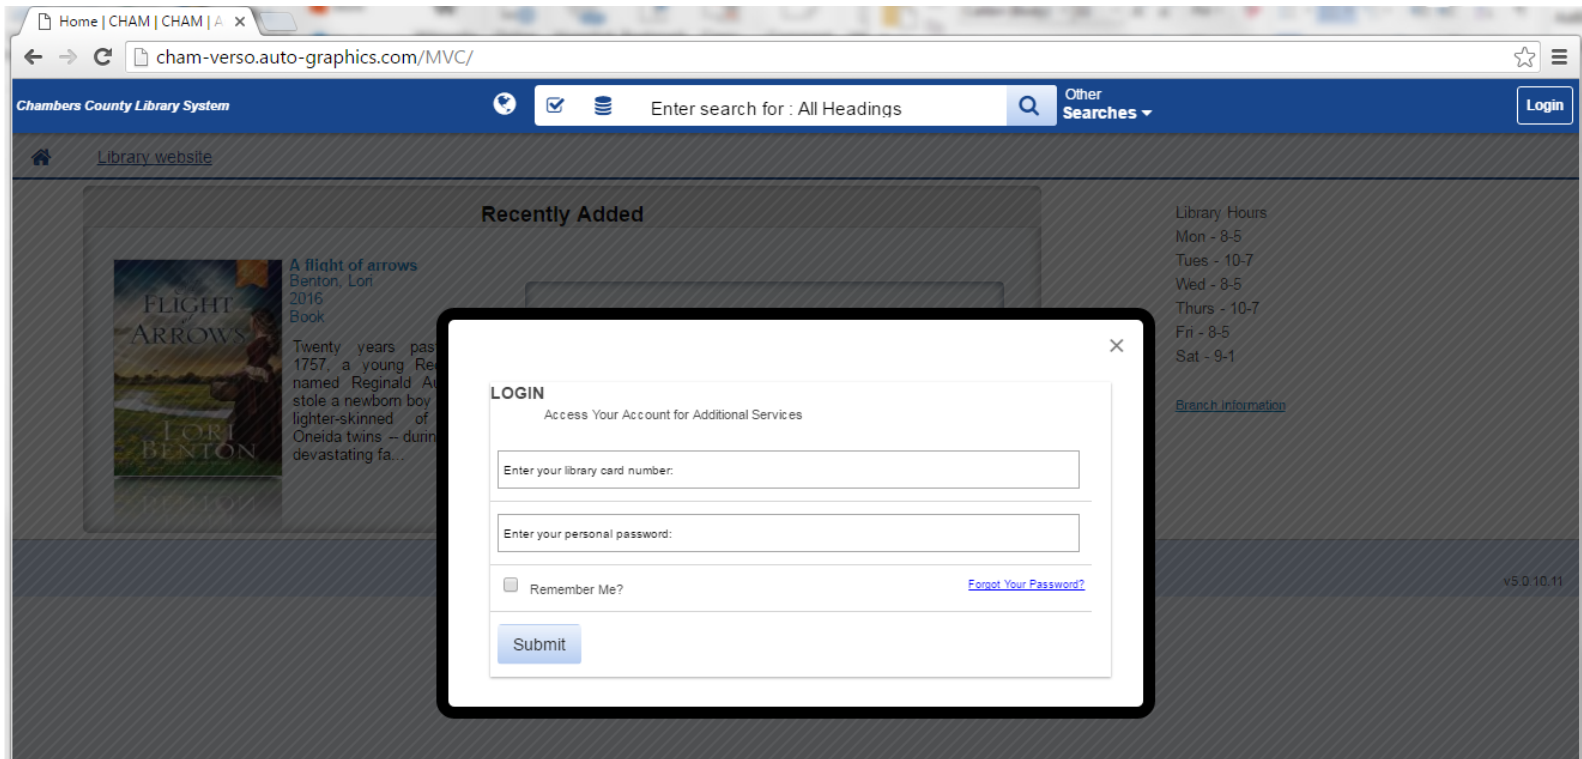 Home | CHAM | CHAM | A
cham-verso.auto-graphics.com/MVC/
Chambers County Library System
Enter search for : All Headings
Other
Searches
Login
Library website
Recently Added
A flight of arrows
Benton, Lori
2016
Book
Twenty years pas
1757, a young Re
named Reginald A
stole a newborn boy
lighter-skinned of
Oneida twins -- durin
devastating fa...
FLIGHT
of
ARROWS
LORI
BENTON
Library Hours
Mon - 8-5
Tues - 10-7
Wed - 8-5
Thurs - 10-7
Fri - 8-5
Sat - 9-1
Branch Information
LOGIN
Access Your Account for Additional Services
Enter your library card number:
Enter your personal password:
Remember Me?
Forgot Your Password?
Submit
v5.0.10.11